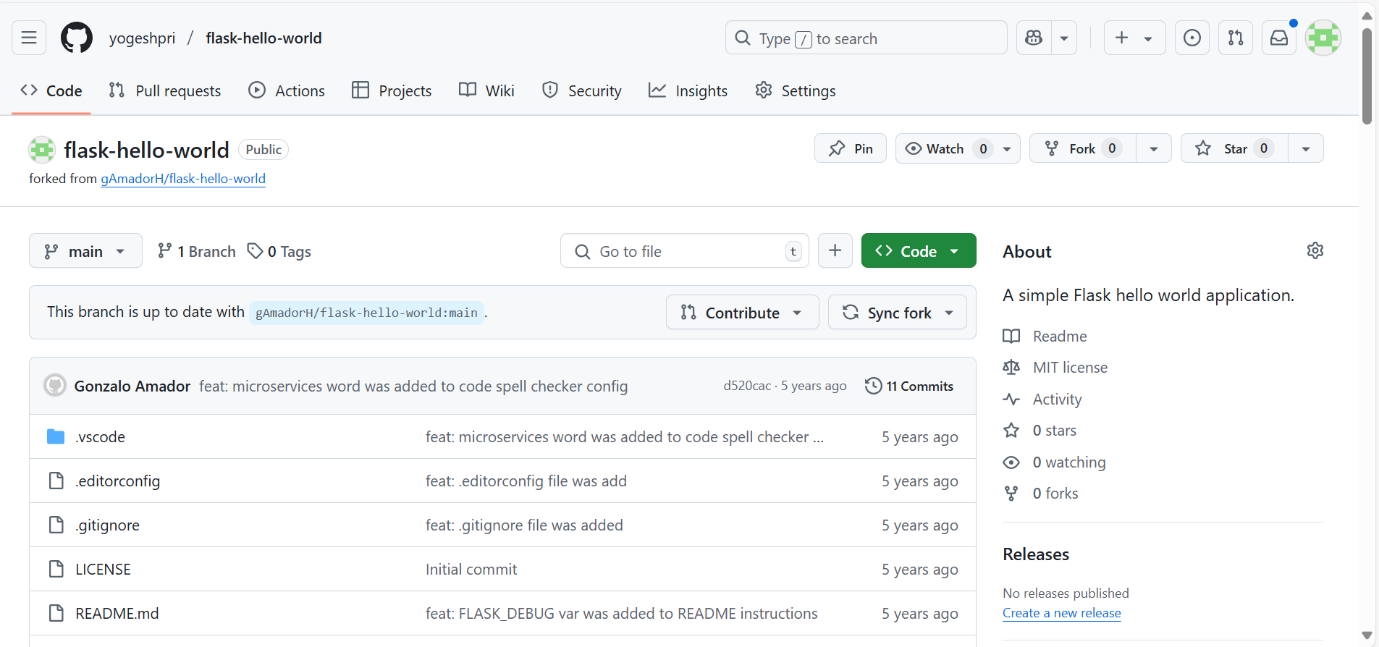 yogeshpri / flask-hello-world
Type / to search
Code Pull requests Actions Projects Wiki Security Insights Settings
flask-hello-world Public
Pin Watch 0 Fork 0 Star 0
forked from gAmadorH/flask-hello-world
main 1 Branch 0 Tags
Go to file t
+ Code
This branch is up to date with gAmadorH/flask-hello-world:main .
Contribute Sync fork
Gonzalo Amador feat: microservices word was added to code spell checker config d520cac · 5 years ago 11 Commits
.vscode feat: microservices word was added to code spell checker ... 5 years ago
.editorconfig feat: .editorconfig file was add 5 years ago
.gitignore feat: .gitignore file was added 5 years ago
LICENSE Initial commit 5 years ago
README.md feat: FLASK_DEBUG var was added to README instructions 5 years ago
About
A simple Flask hello world application.
Readme
MIT license
Activity
0 stars
0 watching
0 forks
Releases
No releases published
Create a new release